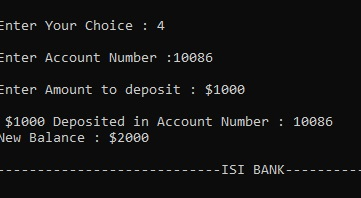 Enter Your Choice : 4
Enter Account Number :10086
Enter Amount to deposit : $1000
$1000 Deposited in Account Number : 10086
New Balance : $2000
----------------------------ISI BANK----------